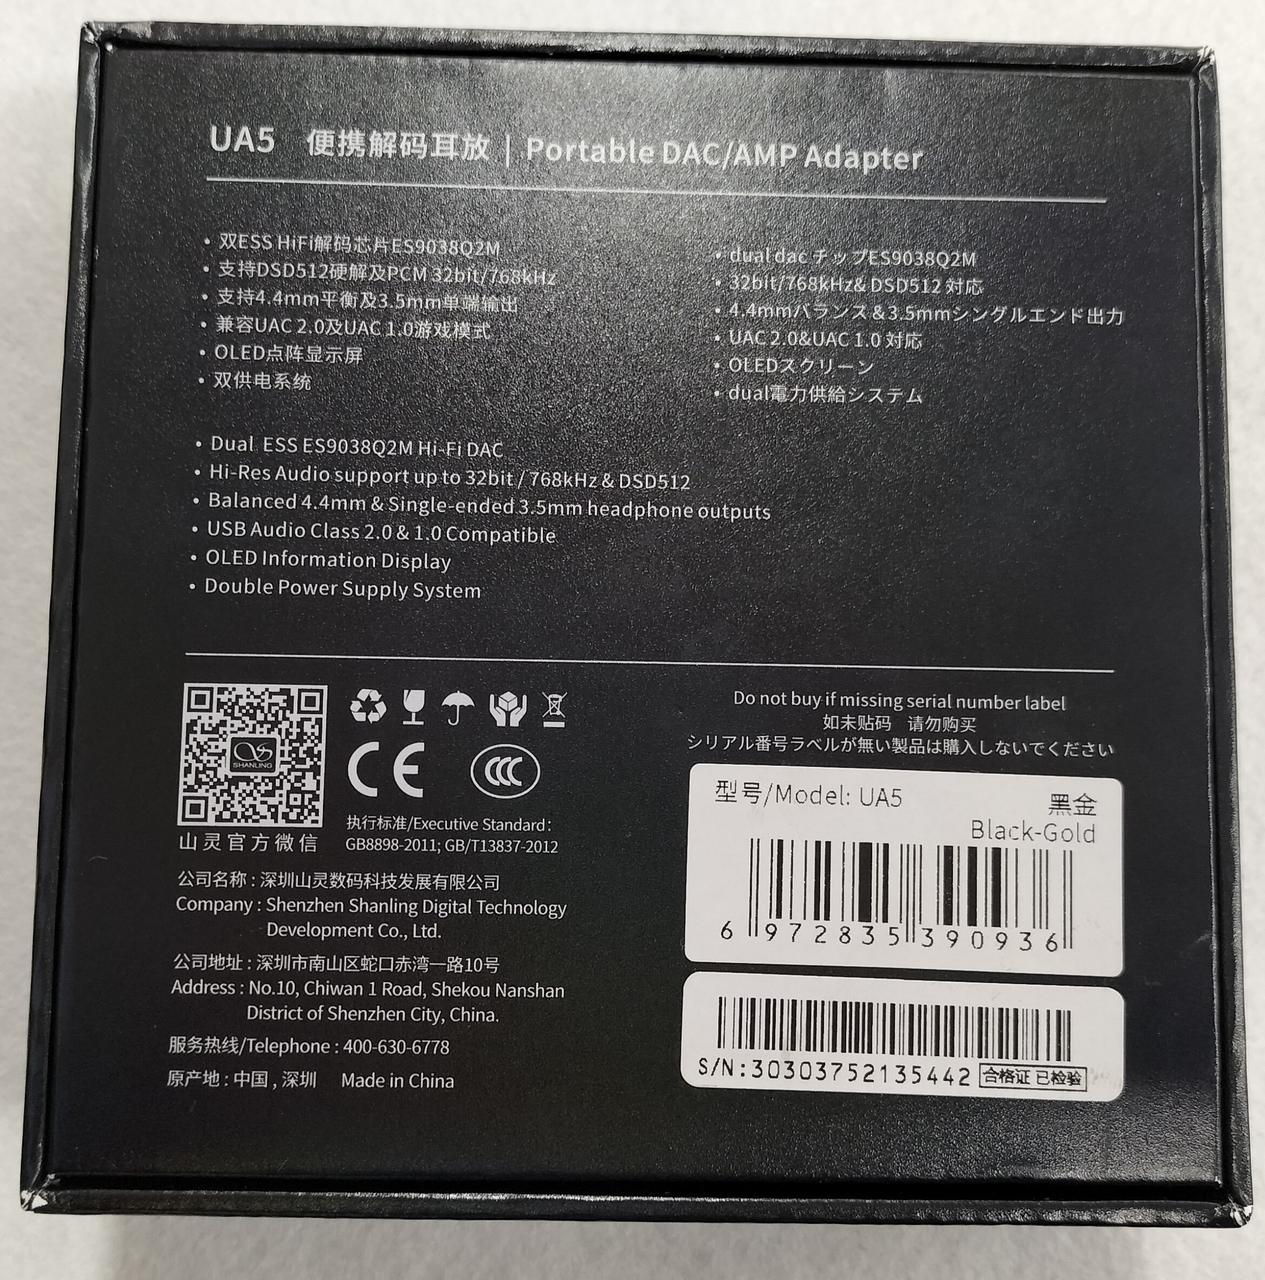 UA5 便携解码耳放 | Portable DAC/AMP Adapter
• 双ESS HiFi解码芯片ES9038Q2M
• 支持DSD512硬解及PCM 32bit/768kHz
• 支持4.4mm平衡及3.5mm单端输出
• 兼容UAC 2.0及UAC 1.0游戏模式
• OLED点阵显示屏
• 双供电系统
• dual dac チップES9038Q2M
• 32bit/768kHz& DSD512 対応
• 4.4mmバランス&3.5mmシングルエンド出力
• UAC 2.0&UAC 1.0 対応
• OLEDスクリーン
• dual電力供給システム
• Dual ESS ES9038Q2M Hi-Fi DAC
• Hi-Res Audio support up to 32bit / 768kHz & DSD512
• Balanced 4.4mm & Single-ended 3.5mm headphone outputs
• USB Audio Class 2.0 & 1.0 Compatible
• OLED Information Display
• Double Power Supply System
SHANLING
山灵官方微信
CE CCC
执行标准/Executive Standard:
GB8898-2011; GB/T13837-2012
公司名称 : 深圳山灵数码科技发展有限公司
Company : Shenzhen Shanling Digital Technology
Development Co., Ltd.
公司地址 : 深圳市南山区蛇口赤湾一路10号
Address : No.10, Chiwan 1 Road, Shekou Nanshan
District of Shenzhen City, China.
服务热线/Telephone : 400-630-6778
原产地 : 中国 , 深圳 Made in China
Do not buy if missing serial number label
如未贴码 请勿购买
シリアル番号ラベルが無い製品は購入しないでください
型号/Model: UA5 黑金
Black-Gold
6 972835 390936
S/N:30303752135442 合格证 已检验